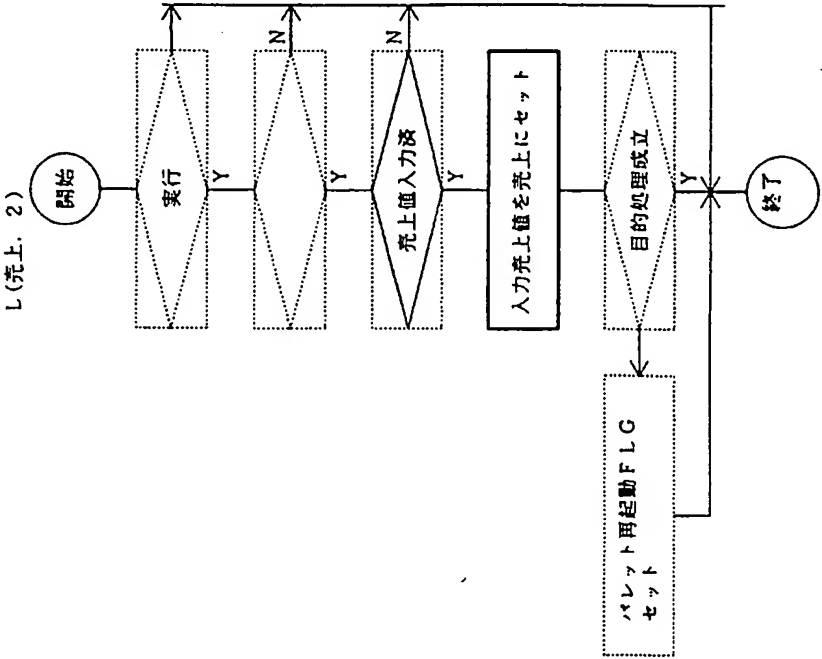 L(売上, 2)
開始
実行
Y
N
Y
売上値入力済
N
Y
入力売上値を売上にセット
目的処理成立
Y
パレット再起動FLG
セット
終了